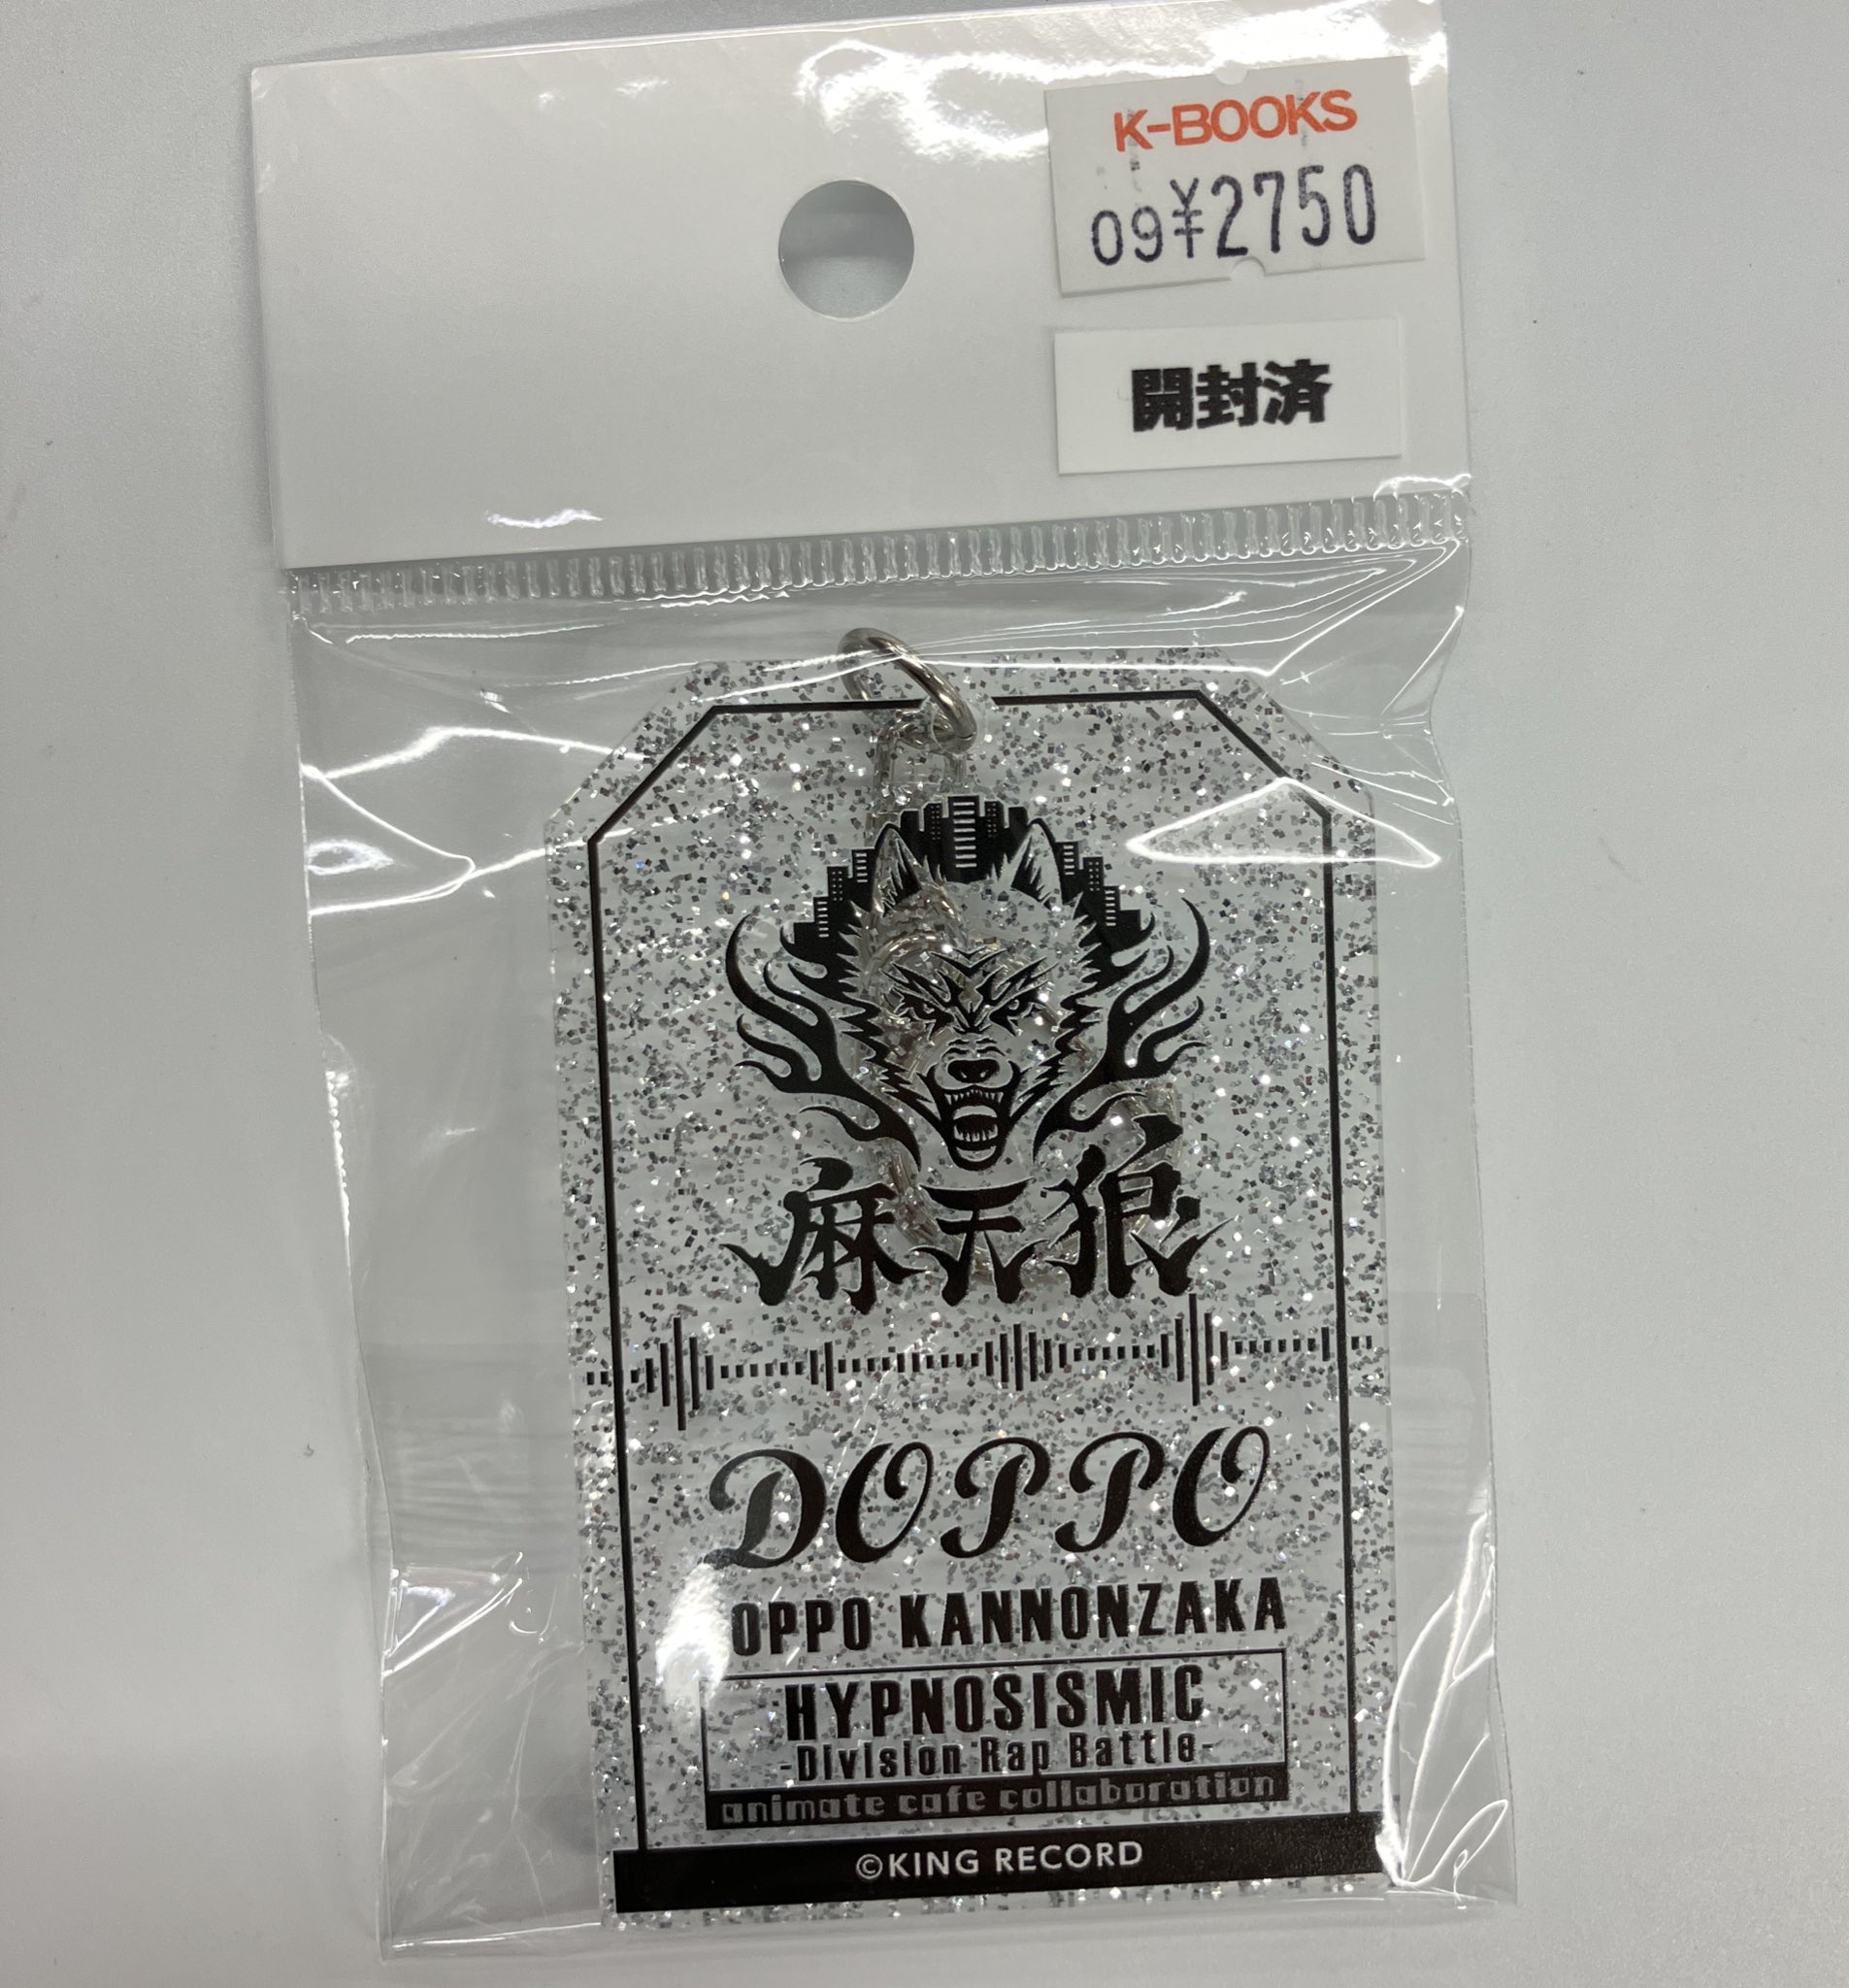 K-BOOKS
09¥2750
開封済
麻天狼
DOPPO
OPPO KANNONZAKA
HYPNOSISMIC
-Division Rap Battle-
animate cafe collaboration
©KING RECORD